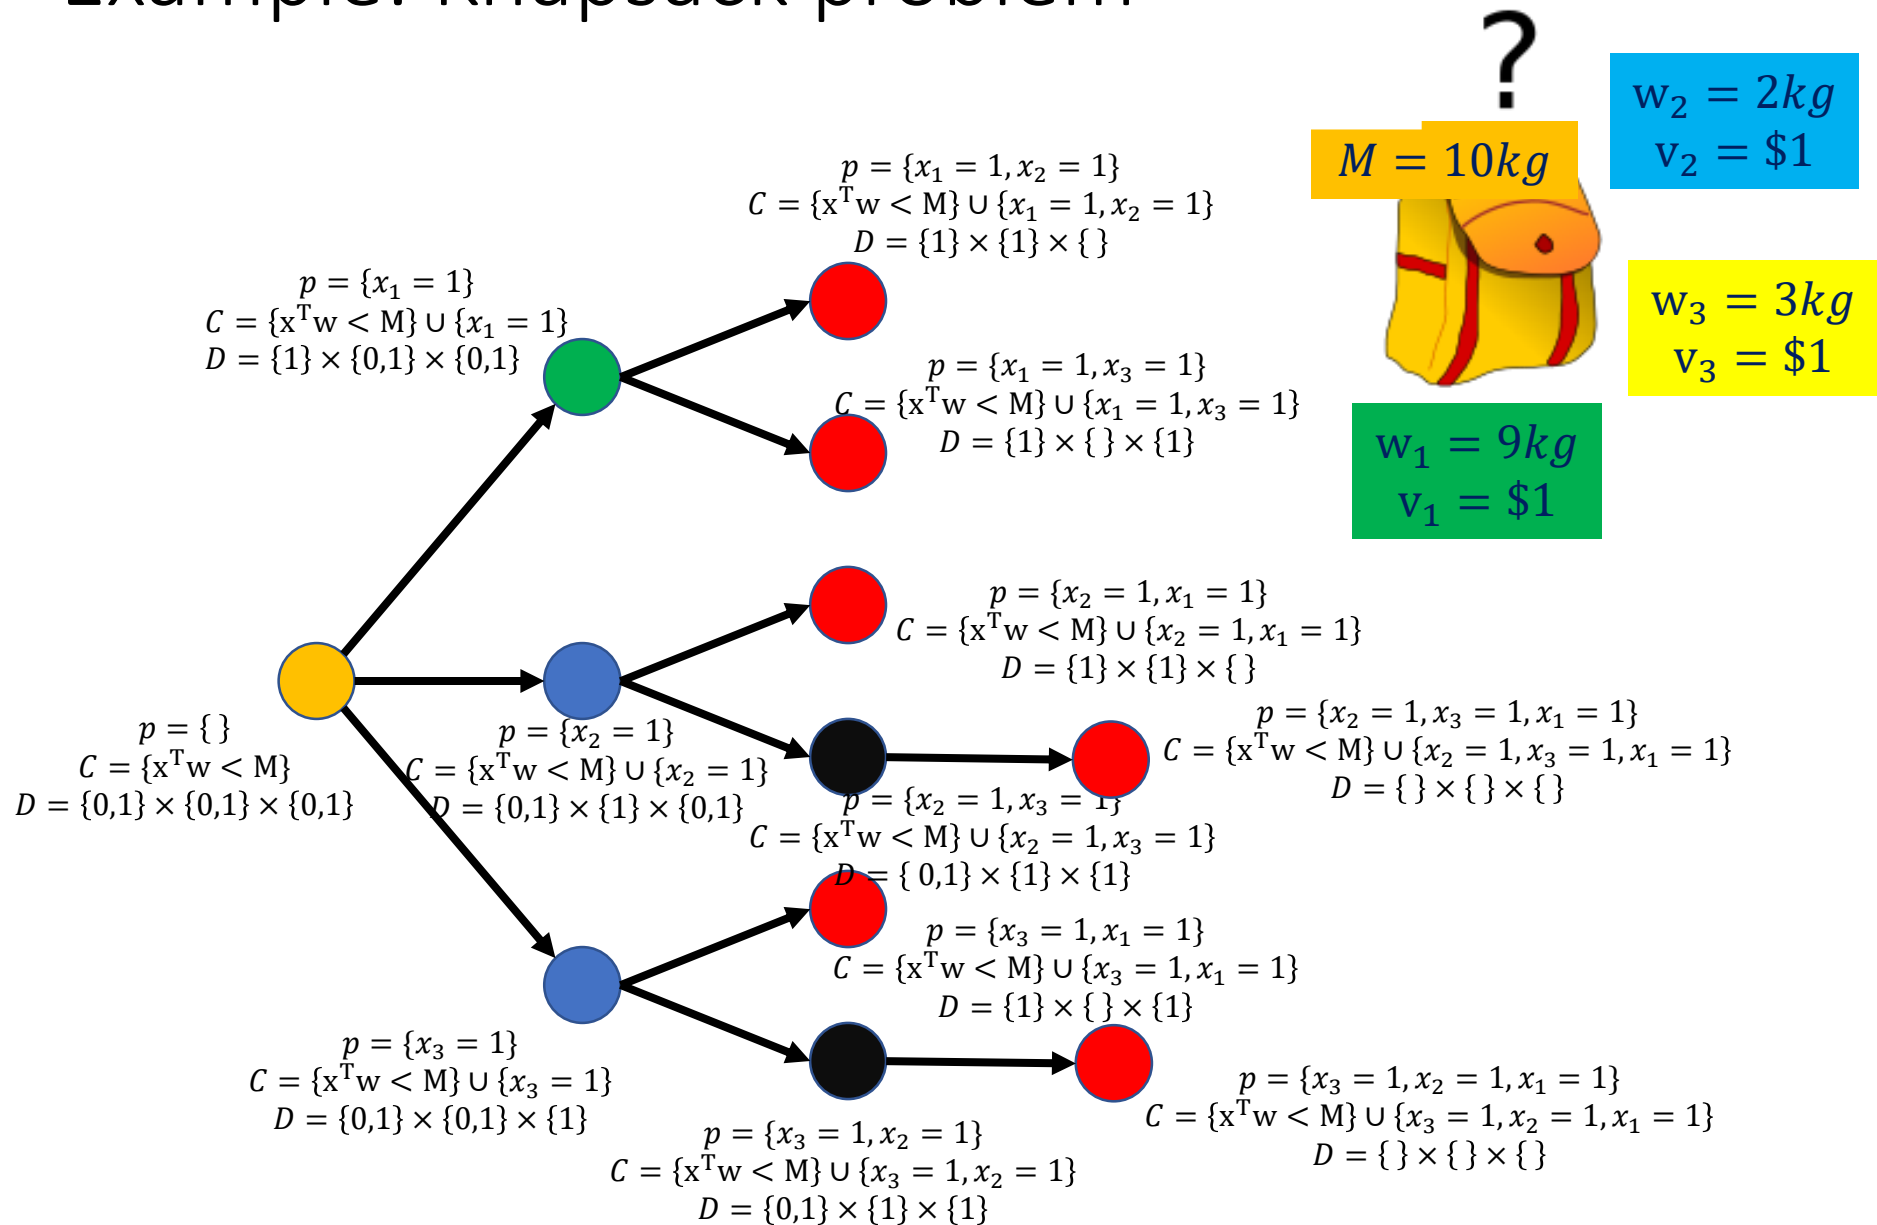 Example: Knapsack problem
?
M = 10kg
w₂ = 2kg
v₂ = $1
w₃ = 3kg
v₃ = $1
w₁ = 9kg
v₁ = $1
p = {x₁ = 1, x₂ = 1}
C = {xᵀw < M} ∪ {x₁ = 1, x₂ = 1}
D = {1} × {1} × { }
p = {x₁ = 1}
C = {xᵀw < M} ∪ {x₁ = 1}
D = {1} × {0,1} × {0,1}
p = {x₁ = 1, x₃ = 1}
C = {xᵀw < M} ∪ {x₁ = 1, x₃ = 1}
D = {1} × { } × {1}
p = {x₂ = 1, x₁ = 1}
C = {xᵀw < M} ∪ {x₂ = 1, x₁ = 1}
D = {1} × {1} × { }
p = { }
C = {xᵀw < M}
D = {0,1} × {0,1} × {0,1}
p = {x₂ = 1}
C = {xᵀw < M} ∪ {x₂ = 1}
D = {0,1} × {1} × {0,1}
p = {x₂ = 1, x₃ = 1, x₁ = 1}
C = {xᵀw < M} ∪ {x₂ = 1, x₃ = 1, x₁ = 1}
D = { } × { } × { }
p = {x₂ = 1, x₃ = 1}
C = {xᵀw < M} ∪ {x₂ = 1, x₃ = 1}
D = { 0,1} × {1} × {1}
p = {x₃ = 1, x₁ = 1}
C = {xᵀw < M} ∪ {x₃ = 1, x₁ = 1}
D = {1} × { } × {1}
p = {x₃ = 1}
C = {xᵀw < M} ∪ {x₃ = 1}
D = {0,1} × {0,1} × {1}
p = {x₃ = 1, x₂ = 1, x₁ = 1}
C = {xᵀw < M} ∪ {x₃ = 1, x₂ = 1, x₁ = 1}
D = { } × { } × { }
p = {x₃ = 1, x₂ = 1}
C = {xᵀw < M} ∪ {x₃ = 1, x₂ = 1}
D = {0,1} × {1} × {1}